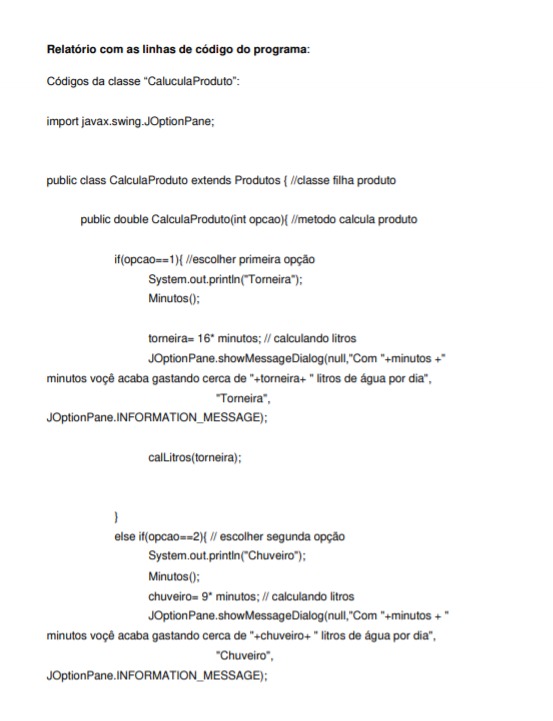 Relatório com as linhas de código do programa:
Códigos da classe "CaluculaProduto":
import javax.swing.JOptionPane;
public class CalculaProduto extends Produtos { //classe filha produto
public double CalculaProduto(int opcao){ //metodo calcula produto
if(opcao==1){ //escolher primeira opção
System.out.println("Torneira");
Minutos();
torneira= 16* minutos; // calculando litros
JOptionPane.showMessageDialog(null,"Com "+minutos +"
minutos voçê acaba gastando cerca de "+torneira+ " litros de água por dia",
"Torneira",
JOptionPane.INFORMATION_MESSAGE);
calLitros(torneira);
}
else if(opcao==2){ // escolher segunda opção
System.out.println("Chuveiro");
Minutos();
chuveiro= 9* minutos; // calculando litros
JOptionPane.showMessageDialog(null,"Com "+minutos + "
minutos voçê acaba gastando cerca de "+chuveiro+ " litros de água por dia",
"Chuveiro",
JOptionPane.INFORMATION_MESSAGE);